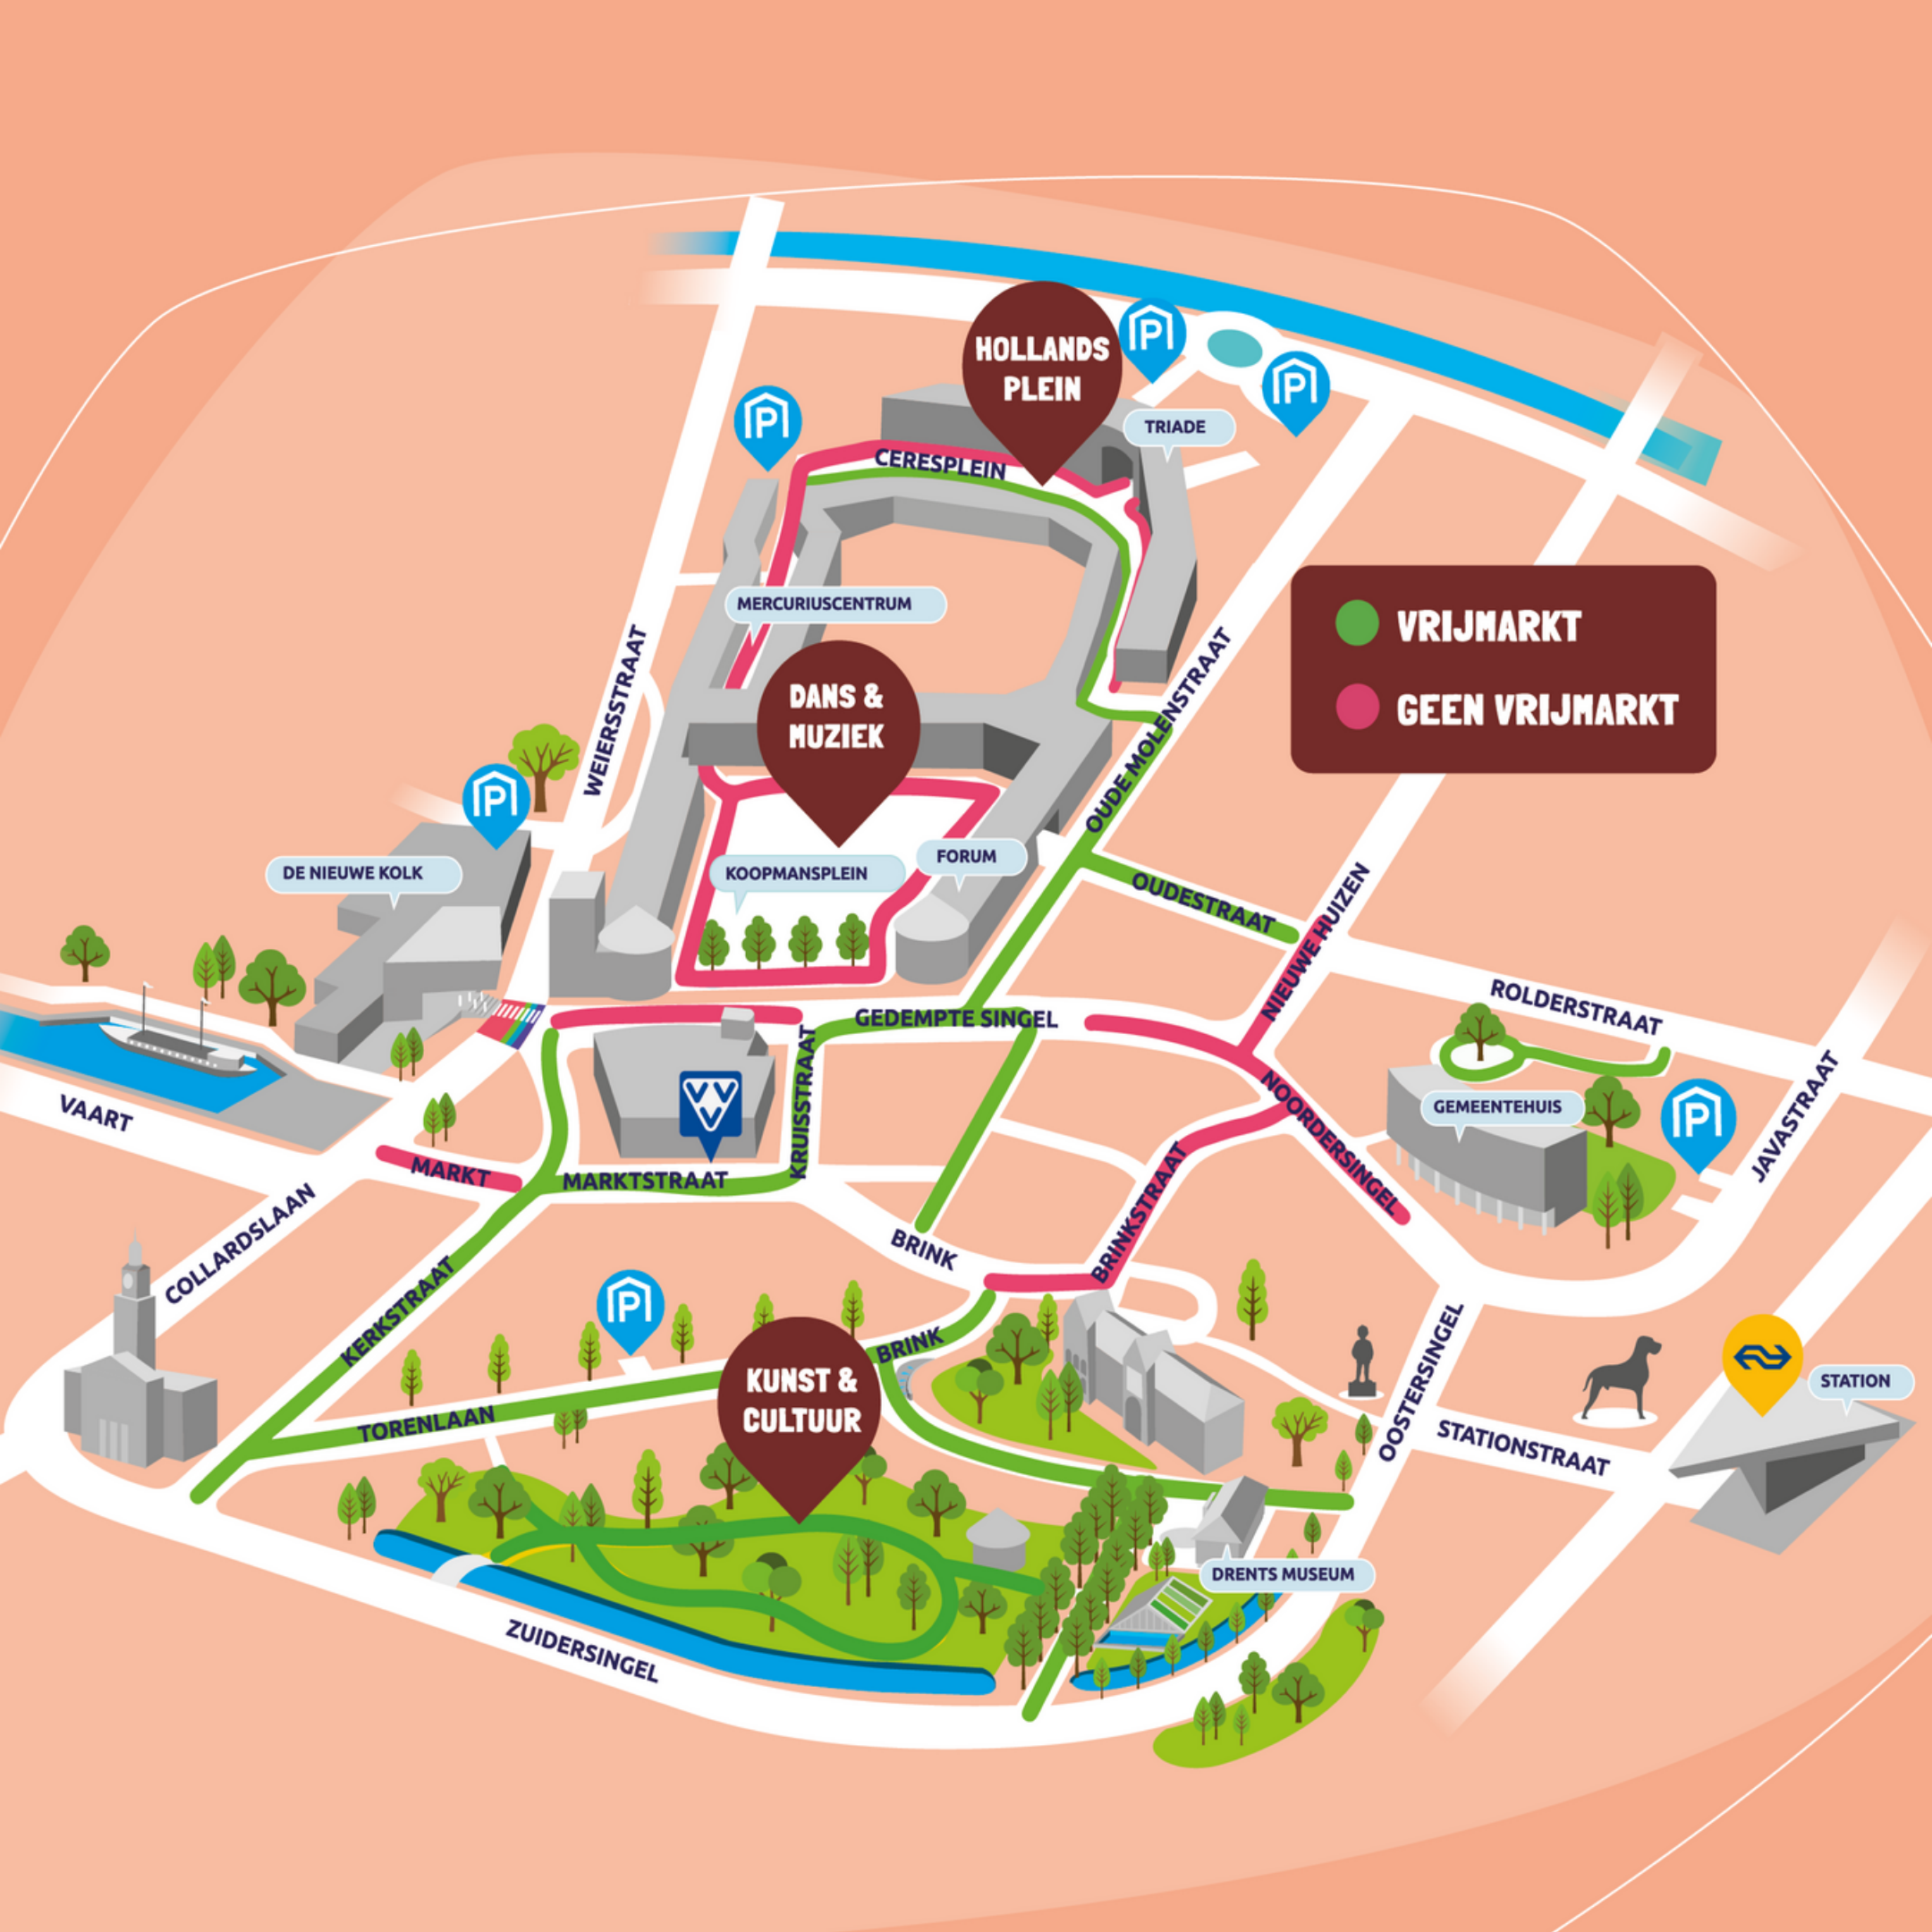 HOLLANDS
PLEIN
P
P
P
TRIADE
CERESPLEIN
MERCURIUSCENTRUM
VRIJMARKT
GEEN VRIJMARKT
DANS &
MUZIEK
WEIERSSTRAAT
OUDE MOLENSTRAAT
P
DE NIEUWE KOLK
KOOPMANSPLEIN
FORUM
OUDESTRAAT
NIEUWE HUIZEN
ROLDERSTRAAT
GEDEMPTE SINGEL
KRUISSTRAAT
VVV
VAART
MARKT
MARKTSTRAAT
NOORDERSINGEL
GEMEENTEHUIS
P
JAVASTRAAT
COLLARDSLAAN
BRINK
BRINKSTRAAT
KERKSTRAAT
P
BRINK
KUNST &
CULTUUR
TORENLAAN
OOSTERSINGEL
STATIONSTRAAT
STATION
DRENTS MUSEUM
ZUIDERSINGEL